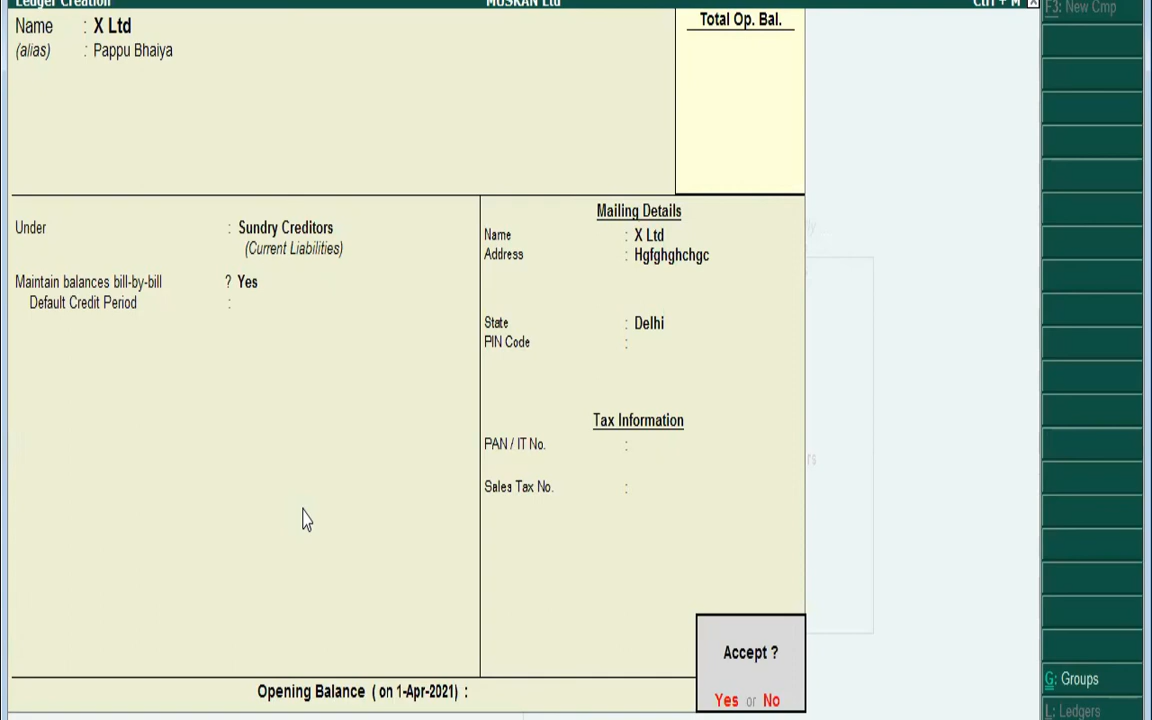 Ledger Creation MUSKAN Ltd Ctrl + M X
F3: New Cmp
Name : X Ltd
(alias) : Pappu Bhaiya
Total Op. Bal.
Under : Sundry Creditors
(Current Liabilities)
Maintain balances bill-by-bill ? Yes
Default Credit Period :
Mailing Details
Name : X Ltd
Address : Hgfghghchgc
State : Delhi
PIN Code :
Tax Information
PAN / IT No. :
Sales Tax No. :
Opening Balance ( on 1-Apr-2021) :
Accept ?
Yes or No
G: Groups
L: Ledgers